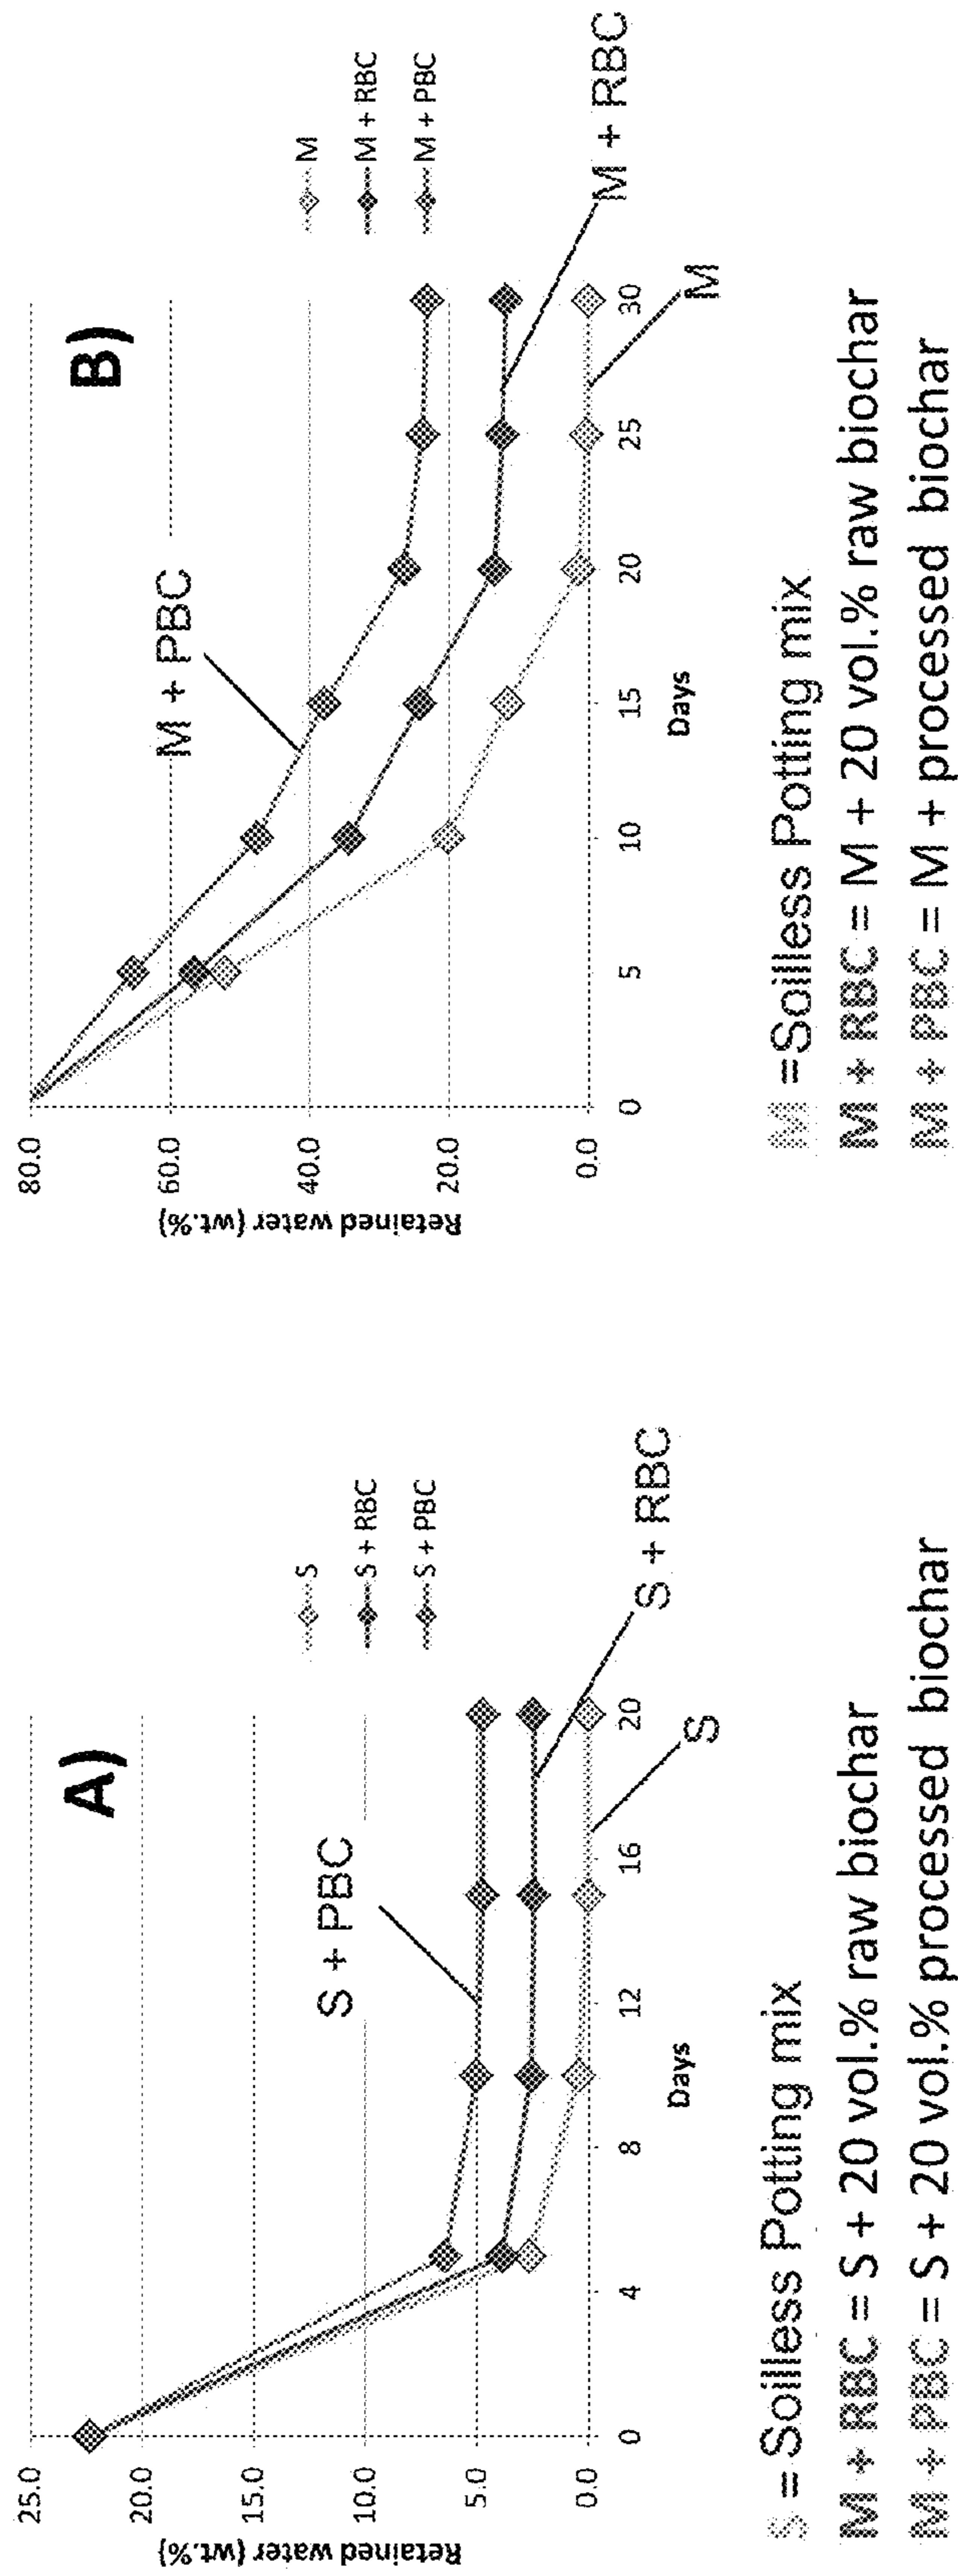 A)
25.0
20.0
15.0
10.0
5.0
0.0
Retained water (wt.%)
0
4
8
12
16
20
Days
S + PBC
S
S + RBC
S + PBC
S + RBC
S
S = Soilless Potting mix
M + RBC = S + 20 vol.% raw biochar
M + PBC = S + 20 vol.% processed biochar
B)
80.0
60.0
40.0
20.0
0.0
Retained water (wt.%)
0
5
10
15
20
25
30
Days
M + PBC
M
M + RBC
M + PBC
M + RBC
M
M =Soilless Potting mix
M + RBC = M + 20 vol.% raw biochar
M + PBC = M + processed biochar